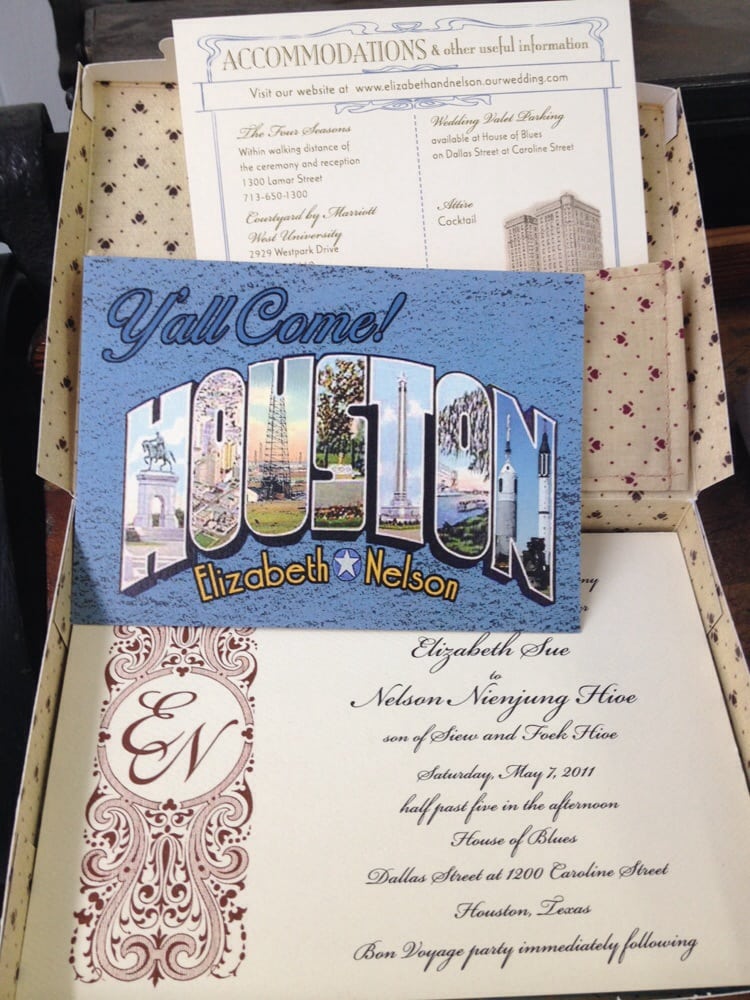 ACCOMMODATIONS & other useful information
Visit our website at www.elizabethandnelson.ourwedding.com
The Four Seasons
Within walking distance of
the ceremony and reception
1300 Lamar Street
713-650-1300
Courtyard by Marriott
West University
2929 Westpark Drive
Wedding Valet Parking
available at House of Blues
on Dallas Street at Caroline Street
Attire
Cocktail
Y'all Come!
HOUSTON
Elizabeth Nelson
EN
Elizabeth Sue
to
Nelson Nienjung Hioe
son of Siew and Foek Hioe
Saturday, May 7, 2011
half past five in the afternoon
House of Blues
Dallas Street at 1200 Caroline Street
Houston, Texas
Bon Voyage party immediately following